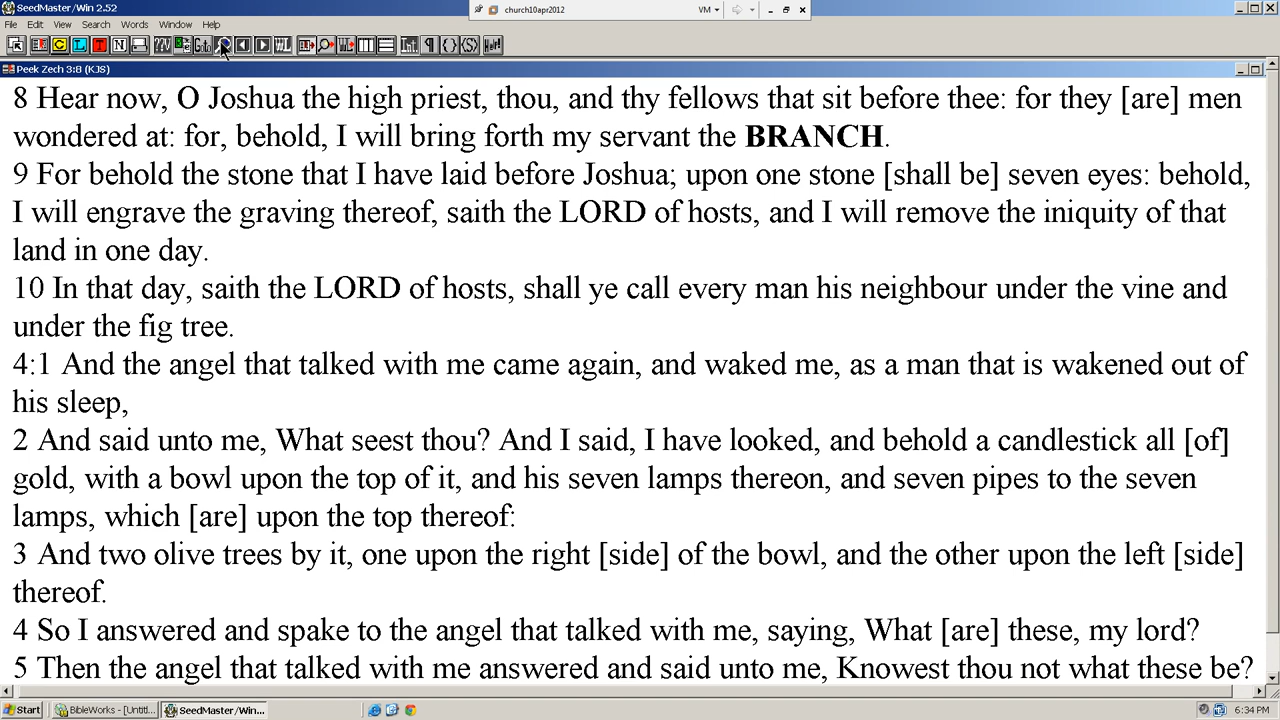 SeedMaster/Win 2.52
church10apr2012
VM
File Edit View Search Words Window Help
Peek Zech 3:8 (KJS)
8 Hear now, O Joshua the high priest, thou, and thy fellows that sit before thee: for they [are] men
wondered at: for, behold, I will bring forth my servant the BRANCH.
9 For behold the stone that I have laid before Joshua; upon one stone [shall be] seven eyes: behold,
I will engrave the graving thereof, saith the LORD of hosts, and I will remove the iniquity of that
land in one day.
10 In that day, saith the LORD of hosts, shall ye call every man his neighbour under the vine and
under the fig tree.
4:1 And the angel that talked with me came again, and waked me, as a man that is wakened out of
his sleep,
2 And said unto me, What seest thou? And I said, I have looked, and behold a candlestick all [of]
gold, with a bowl upon the top of it, and his seven lamps thereon, and seven pipes to the seven
lamps, which [are] upon the top thereof:
3 And two olive trees by it, one upon the right [side] of the bowl, and the other upon the left [side]
thereof.
4 So I answered and spake to the angel that talked with me, saying, What [are] these, my lord?
5 Then the angel that talked with me answered and said unto me, Knowest thou not what these be?
Start
BibleWorks - [Untitl...
SeedMaster/Win...
6:34 PM